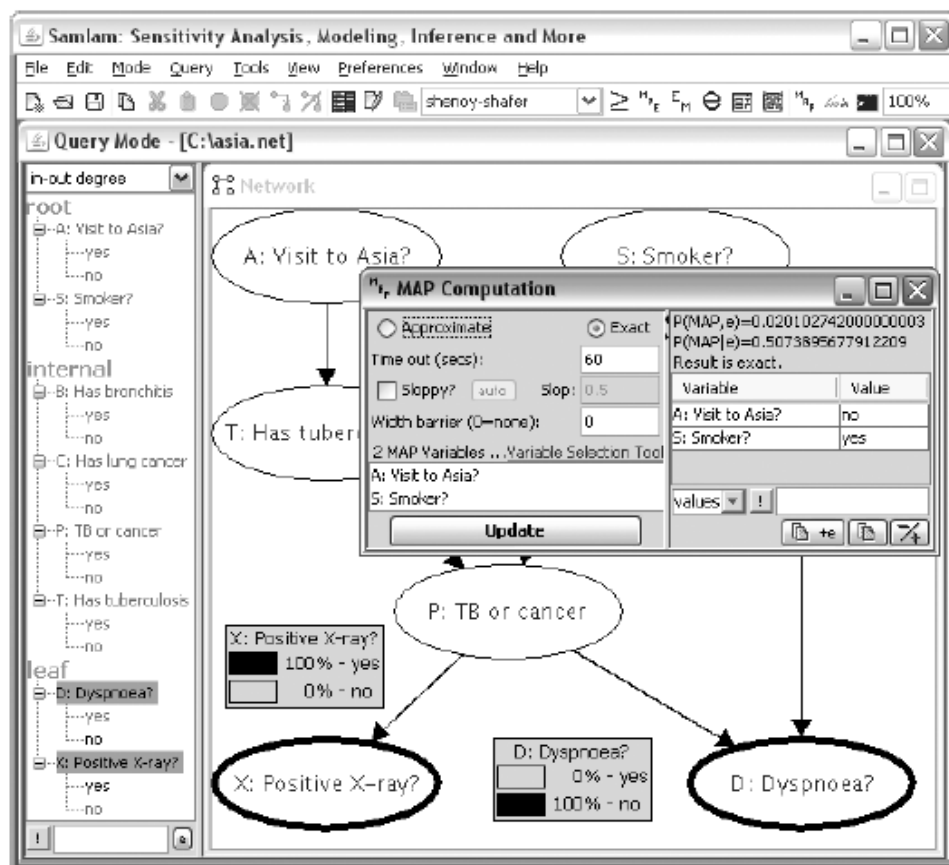 Samlam: Sensitivity Analysis, Modeling, Inference and More
File Edit Mode Query Tools View Preferences Window Help
shenoy-shafer
100%
Query Mode - [C:\asia.net]
in-out degree
root
A: Visit to Asia?
yes
no
S: Smoker?
yes
no
internal
B: Has bronchitis
yes
no
C: Has lung cancer
yes
no
P: TB or cancer
yes
no
T: Has tuberculosis
yes
no
leaf
D: Dyspnoea?
yes
no
X: Positive X-ray?
yes
no
!
Network
A: Visit to Asia?
S: Smoker?
T: Has tuberc
MAP Computation
Approximate Exact
Time out (secs): 60
Sloppy? auto Slop: 0.5
Width barrier (0=none): 0
2 MAP Variables ...Variable Selection Tool
A: Visit to Asia?
S: Smoker?
Update
P(MAP,e)=0.020102742000000003
P(MAP|e)=0.5073895677912209
Result is exact.
Variable Value
A: Visit to Asia? no
S: Smoker? yes
values !
+e
P: TB or cancer
X: Positive X-ray?
100% - yes
0% - no
X: Positive X-ray?
D: Dyspnoea?
0% - yes
100% - no
D: Dyspnoea?